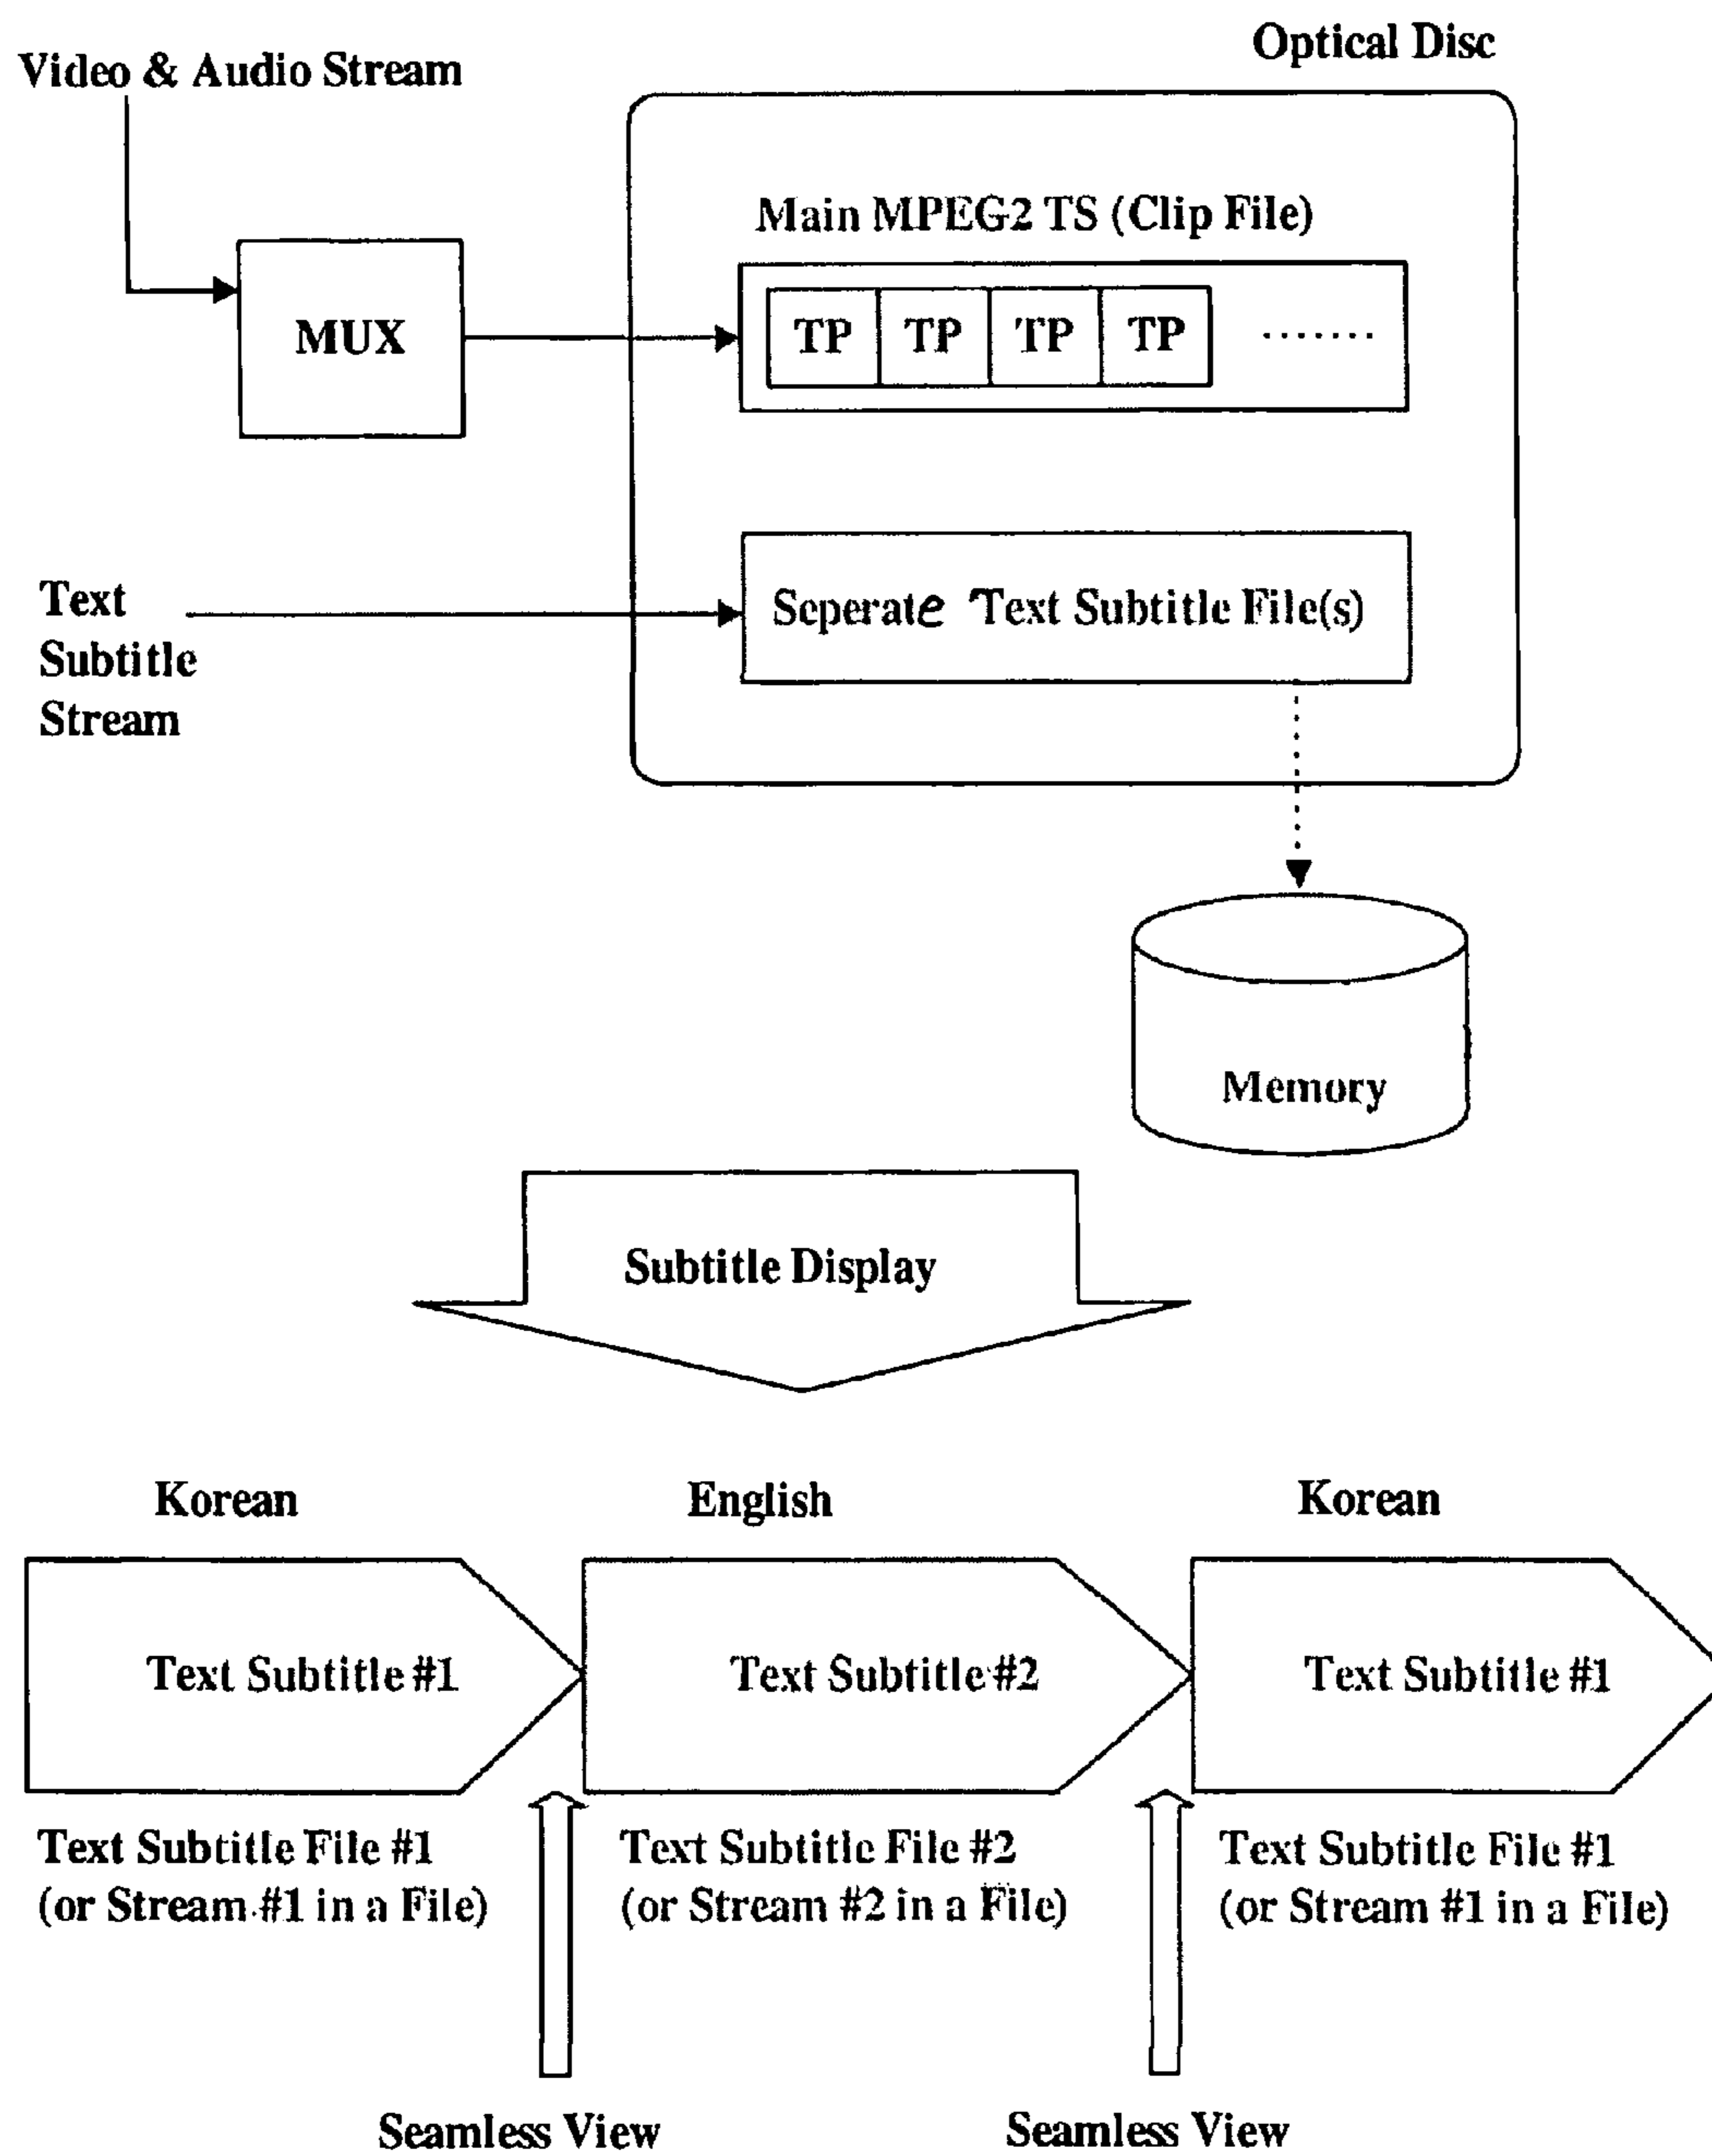 Optical Disc
Video & Audio Stream
Main MPEG2 TS (Clip File)
MUX
TP TP TP TP .......
Text
Subtitle
Stream
Seperate Text Subtitle File(s)
Memory
Subtitle Display
Korean
English
Korean
Text Subtitle #1
Text Subtitle #2
Text Subtitle #1
Text Subtitle File #1
(or Stream #1 in a File)
Text Subtitle File #2
(or Stream #2 in a File)
Text Subtitle File #1
(or Stream #1 in a File)
Seamless View
Seamless View